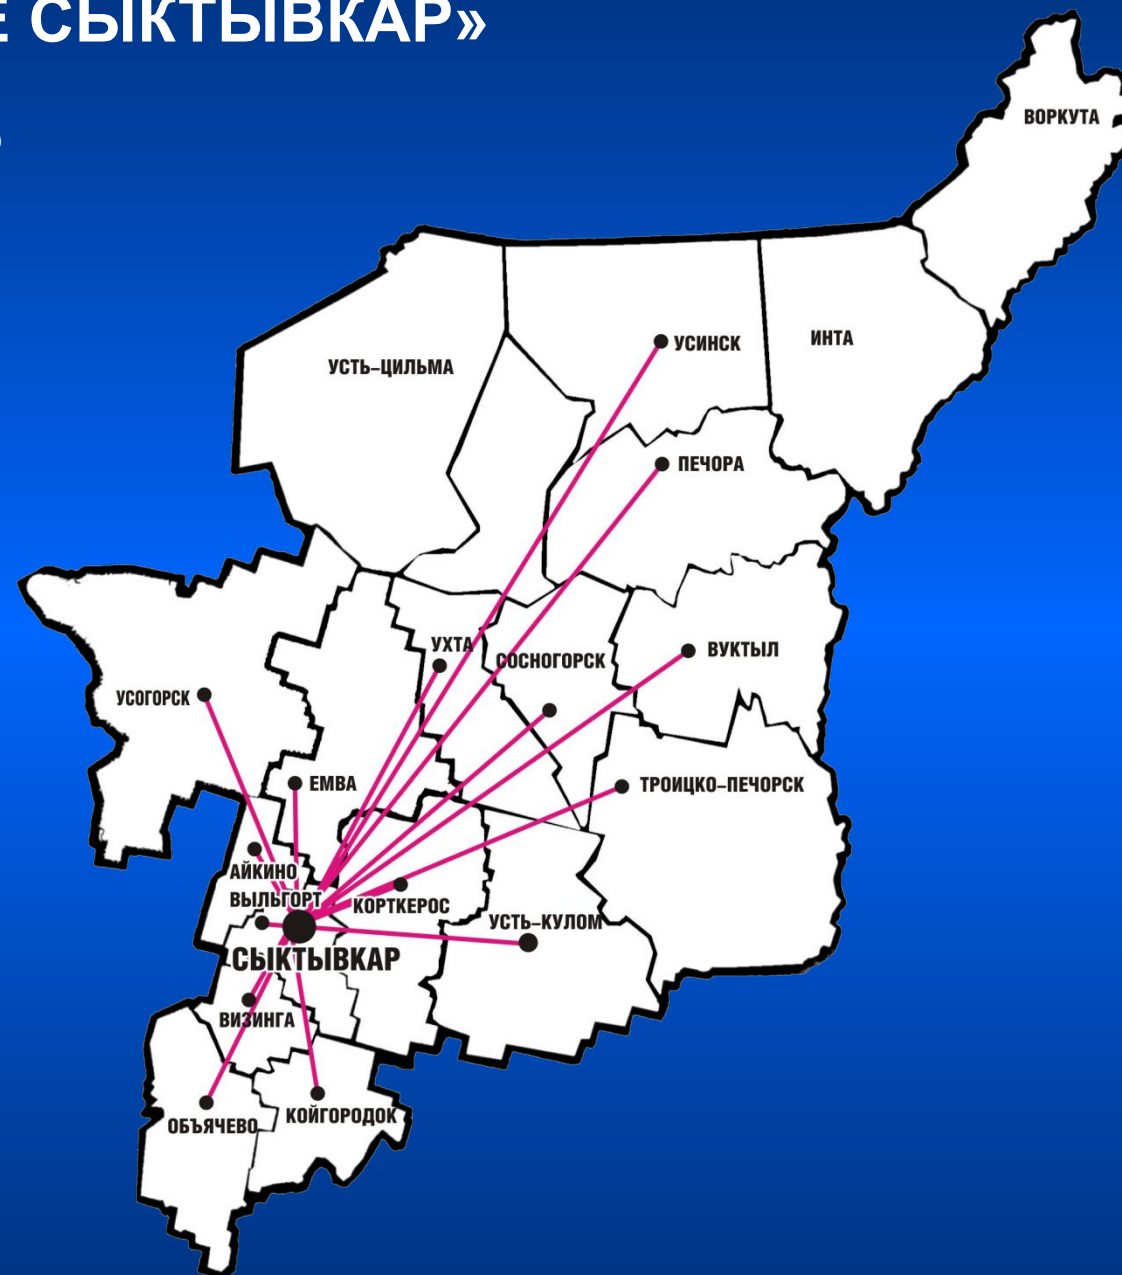 Е СЫКТЫВКАР»
ВОРКУТА
УСИНСК
ИНТА
УСТЬ-ЦИЛЬМА
ПЕЧОРА
УХТА
СОСНОГОРСК
ВУКТЫЛ
УСОГОРСК
ЕМВА
ТРОИЦКО-ПЕЧОРСК
АЙКИНО
ВЫЛЬГОРТ
КОРТКЕРОС
УСТЬ-КУЛОМ
СЫКТЫВКАР
ВИЗИНГА
ОБЪЯЧЕВО
КОЙГОРОДОК